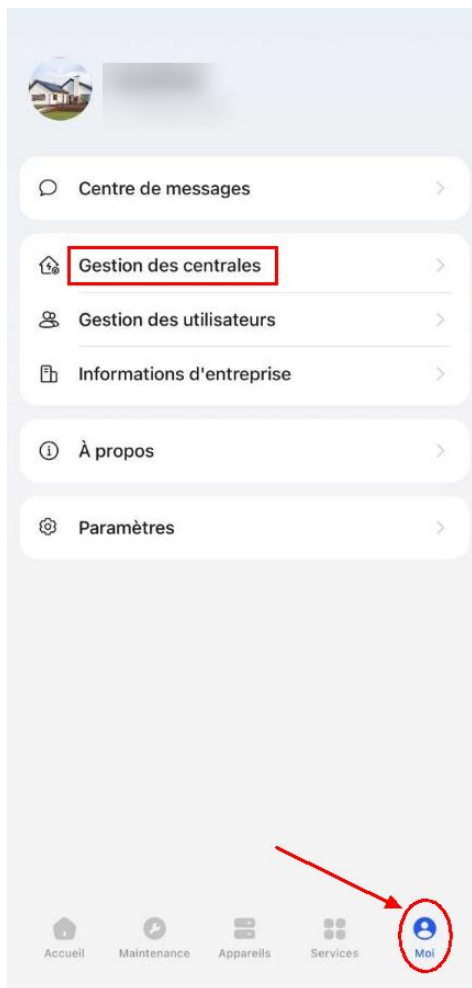 Centre de messages
Gestion des centrales
Gestion des utilisateurs
Informations d'entreprise
À propos
Paramètres
Accueil Maintenance Appareils Services Moi